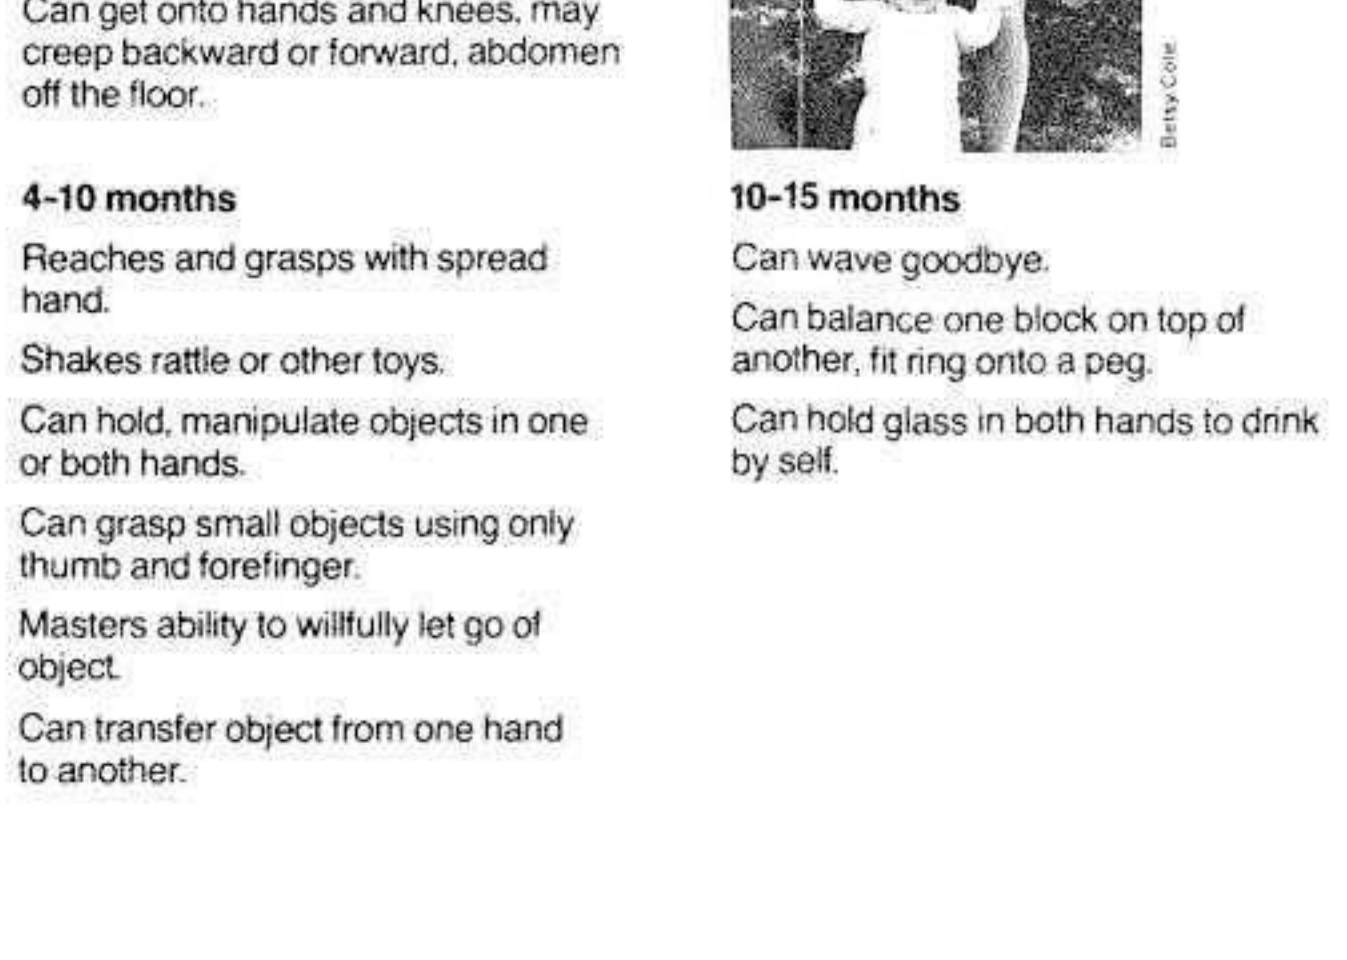 Can get onto hands and knees, may
creep backward or forward, abdomen
off the floor.
4-10 months
Reaches and grasps with spread
hand.
Shakes rattle or other toys.
Can hold, manipulate objects in one
or both hands.
Can grasp small objects using only
thumb and forefinger.
Masters ability to willfully let go of
object.
Can transfer object from one hand
to another.
Betsy Cole
10-15 months
Can wave goodbye.
Can balance one block on top of
another, fit ring onto a peg.
Can hold glass in both hands to drink
by self.